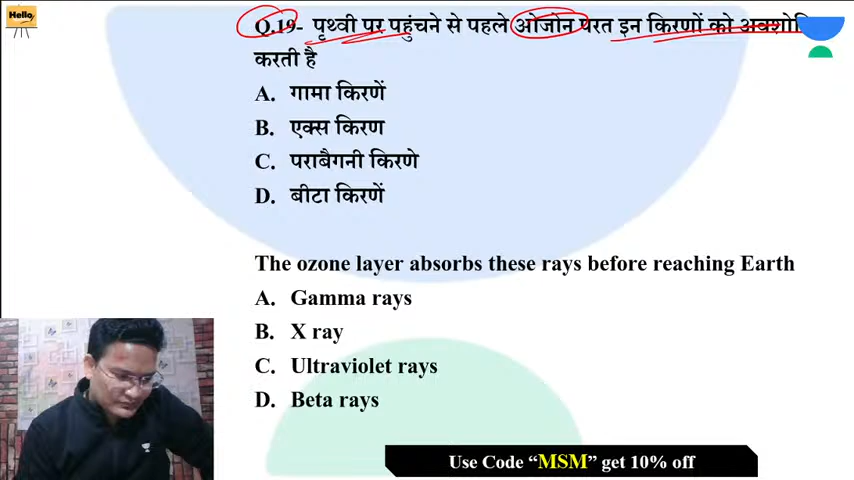 Hello
Q.19- पृथ्वी पर पहुंचने से पहले ओजोन परत इन किरणों को
करती है
A. गामा किरणें
B. एक्स किरण
C. पराबैगनी किरणे
D. बीटा किरणें
The ozone layer absorbs these rays before reaching Earth
A. Gamma rays
B. X ray
C. Ultraviolet rays
D. Beta rays
Use Code “MSM” get 10% off